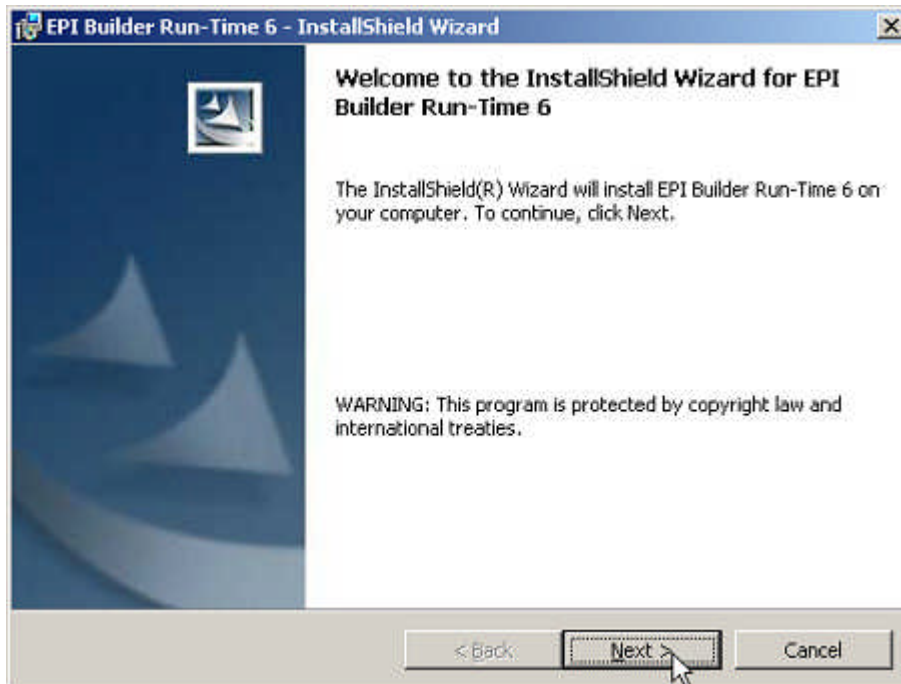 EPI Builder Run-Time 6 - InstallShield Wizard
Welcome to the InstallShield Wizard for EPI
Builder Run-Time 6
The InstallShield(R) Wizard will install EPI Builder Run-Time 6 on
your computer. To continue, click Next.
WARNING: This program is protected by copyright law and
international treaties.
< Back
Next >
Cancel